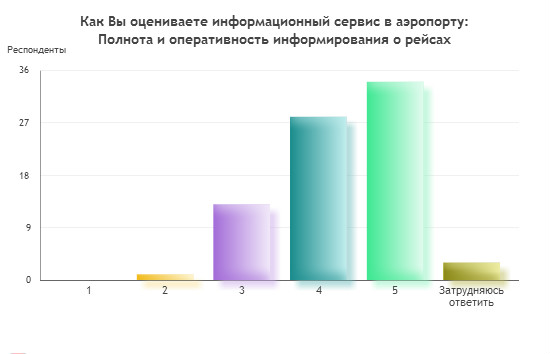 Как Вы оцениваете информационный сервис в аэропорту:
Полнота и оперативность информирования о рейсах
Респонденты
36
27
18
9
0
1 2 3 4 5 Затрудняюсь
ответить